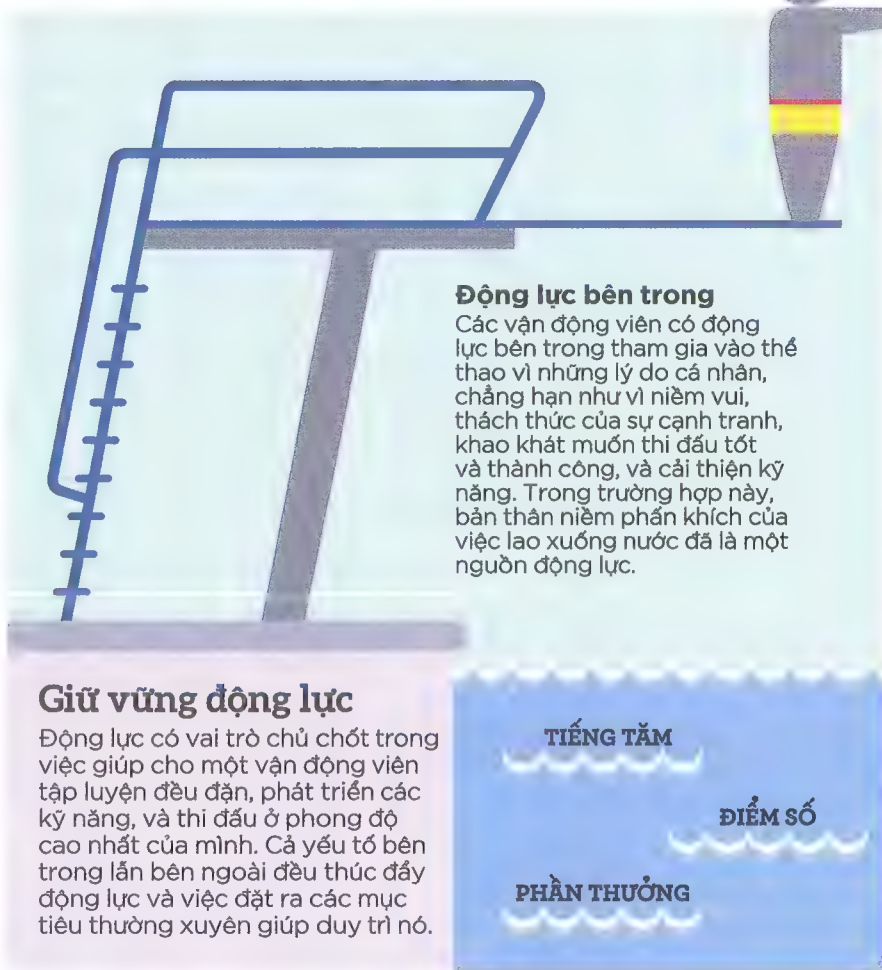 Động lực bên trong
Các vận động viên có động
lực bên trong tham gia vào thể
thao vì những lý do cá nhân,
chẳng hạn như vì niềm vui,
thách thức của sự cạnh tranh,
khao khát muốn thi đấu tốt
và thành công, và cải thiện kỹ
năng. Trong trường hợp này,
bản thân niềm phấn khích của
việc lao xuống nước đã là một
nguồn động lực.
Giữ vững động lực
Động lực có vai trò chủ chốt trong
việc giúp cho một vận động viên
tập luyện đều đặn, phát triển các
kỹ năng, và thi đấu ở phong độ
cao nhất của mình. Cả yếu tố bên
trong lẫn bên ngoài đều thúc đẩy
động lực và việc đặt ra các mục
tiêu thường xuyên giúp duy trì nó.
TIẾNG TĂM
ĐIỂM SỐ
PHẦN THƯỞNG